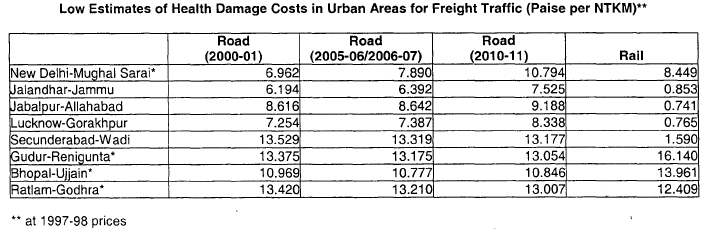 Low Estimates of Health Damage Costs in Urban Areas for Freight Traffic (Paise per NTKM)**
Road (2000-01) Road (2005-06/2006-07) Road (2010-11) Rail
New Delhi-Mughal Sarai* 6.962 7.890 10.794 8.449
Jalandhar-Jammu 6.194 6.392 7.525 0.853
Jabalpur-Allahabad 8.616 8.642 9.188 0.741
Lucknow-Gorakhpur 7.254 7.387 8.338 0.765
Secunderabad-Wadi 13.529 13.319 13.177 1.590
Gudur-Renigunta* 13.375 13.175 13.054 16.140
Bhopal-Ujjain* 10.969 10.777 10.846 13.961
Ratlam-Godhra* 13.420 13.210 13.007 12.409
** at 1997-98 prices